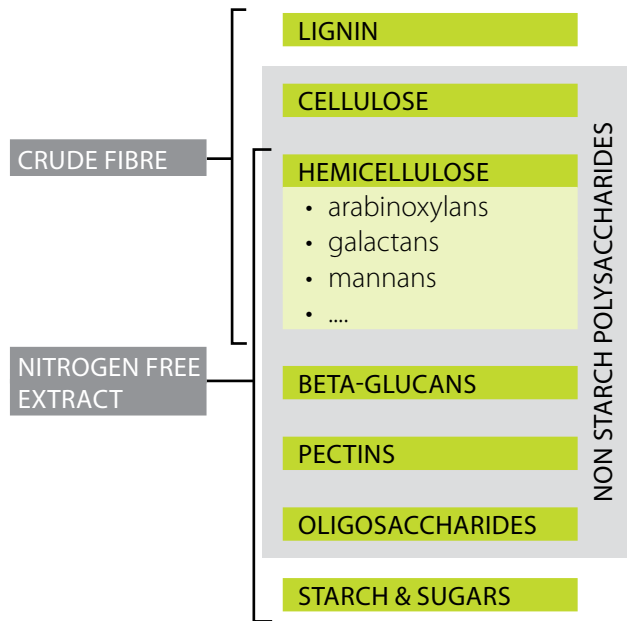 LIGNIN
CELLULOSE
CRUDE FIBRE
HEMICELLULOSE
• arabinoxylans
• galactans
• mannans
• ....
NITROGEN FREE
EXTRACT
BETA-GLUCANS
PECTINS
OLIGOSACCHARIDES
STARCH & SUGARS
NON STARCH POLYSACCHARIDES